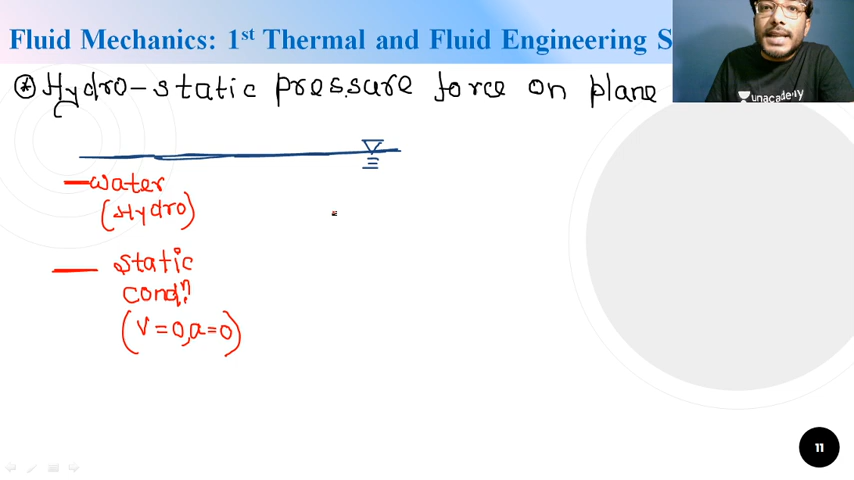 Fluid Mechanics: 1st Thermal and Fluid Engineering S
Hydro-static pressure force on plane
unacademy
water
(Hydro)
static
condn.
(V=0,a=0)
11